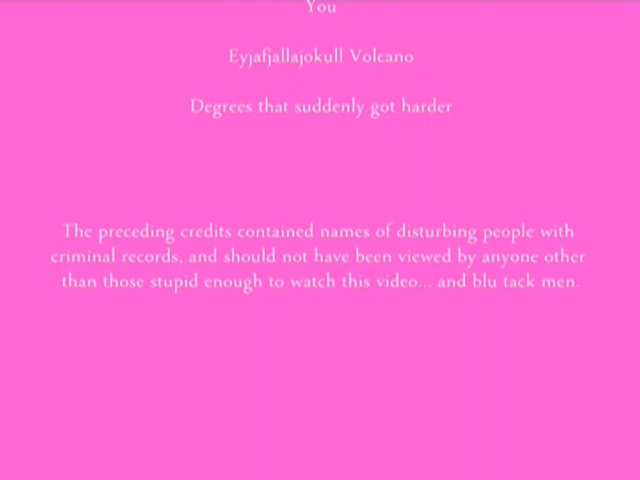 You
Eyjafjallajokull Volcano
Degrees that suddenly got harder
The preceding credits contained names of disturbing people with
criminal records, and should not have been viewed by anyone other
than those stupid enough to watch this video... and blu tack men.